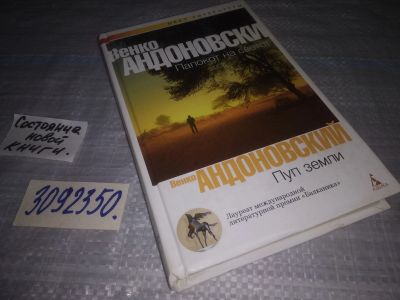 Венко
АНДОНОВСКИ
Папокот на светот
Венко
АНДОНОВСКИЙ
Пуп земли
Лауреат международной
литературной премии «Балканика»
Состояние
новой
книги.
3092350.